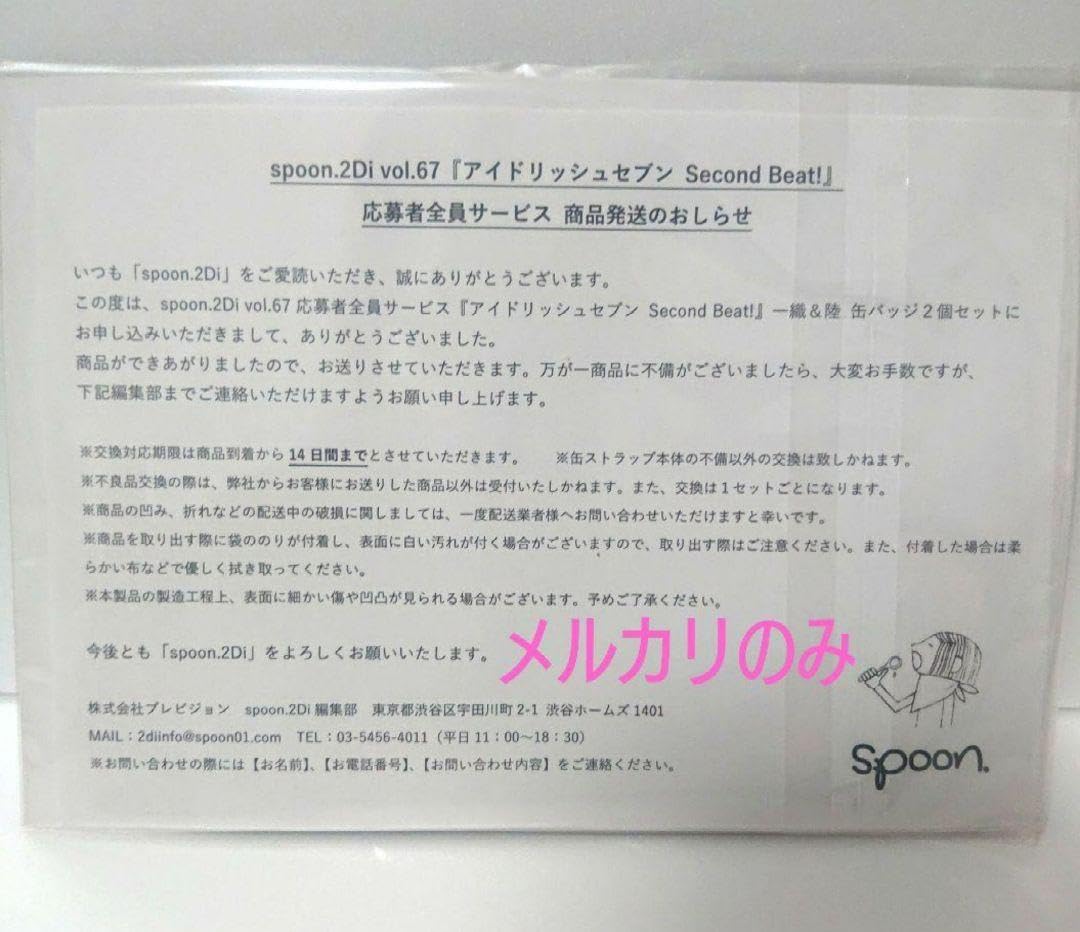 spoon.2Di vol.67『アイドリッシュセブン Second Beat!』
応募者全員サービス 商品発送のおしらせ
いつも「spoon.2Di」をご愛読いただき、誠にありがとうございます。
この度は、spoon.2Di vol.67 応募者全員サービス『アイドリッシュセブン Second Beat!』一織＆陸 缶バッジ２個セットに
お申し込みいただきまして、ありがとうございました。
商品ができあがりましたので、お送りさせていただきます。万が一商品に不備がございましたら、大変お手数ですが、
下記編集部までご連絡いただけますようお願い申し上げます。
※交換対応期限は商品到着から 14 日間までとさせていただきます。 ※缶ストラップ本体の不備以外の交換は致しかねます。
※不良品交換の際は、弊社からお客様にお送りした商品以外は受付いたしかねます。また、交換は１セットごとになります。
※商品の凹み、折れなどの配送中の破損に関しましては、一度配送業者様へお問い合わせいただけますと幸いです。
※商品を取り出す際に袋ののりが付着し、表面に白い汚れが付く場合がございますので、取り出す際はご注意ください。また、付着した場合は柔
らかい布などで優しく拭き取ってください。
※本製品の製造工程上、表面に細かい傷や凹凸が見られる場合がございます。予めご了承ください。
今後とも「spoon.2Di」をよろしくお願いいたします。
メルカリのみ
株式会社プレビジョン spoon.2Di 編集部 東京都渋谷区宇田川町 2-1 渋谷ホームズ 1401
MAIL：2diinfo@spoon01.com TEL：03-5456-4011（平日 11：00～18：30）
※お問い合わせの際には【お名前】、【お電話番号】、【お問い合わせ内容】をご連絡ください。
spoon.